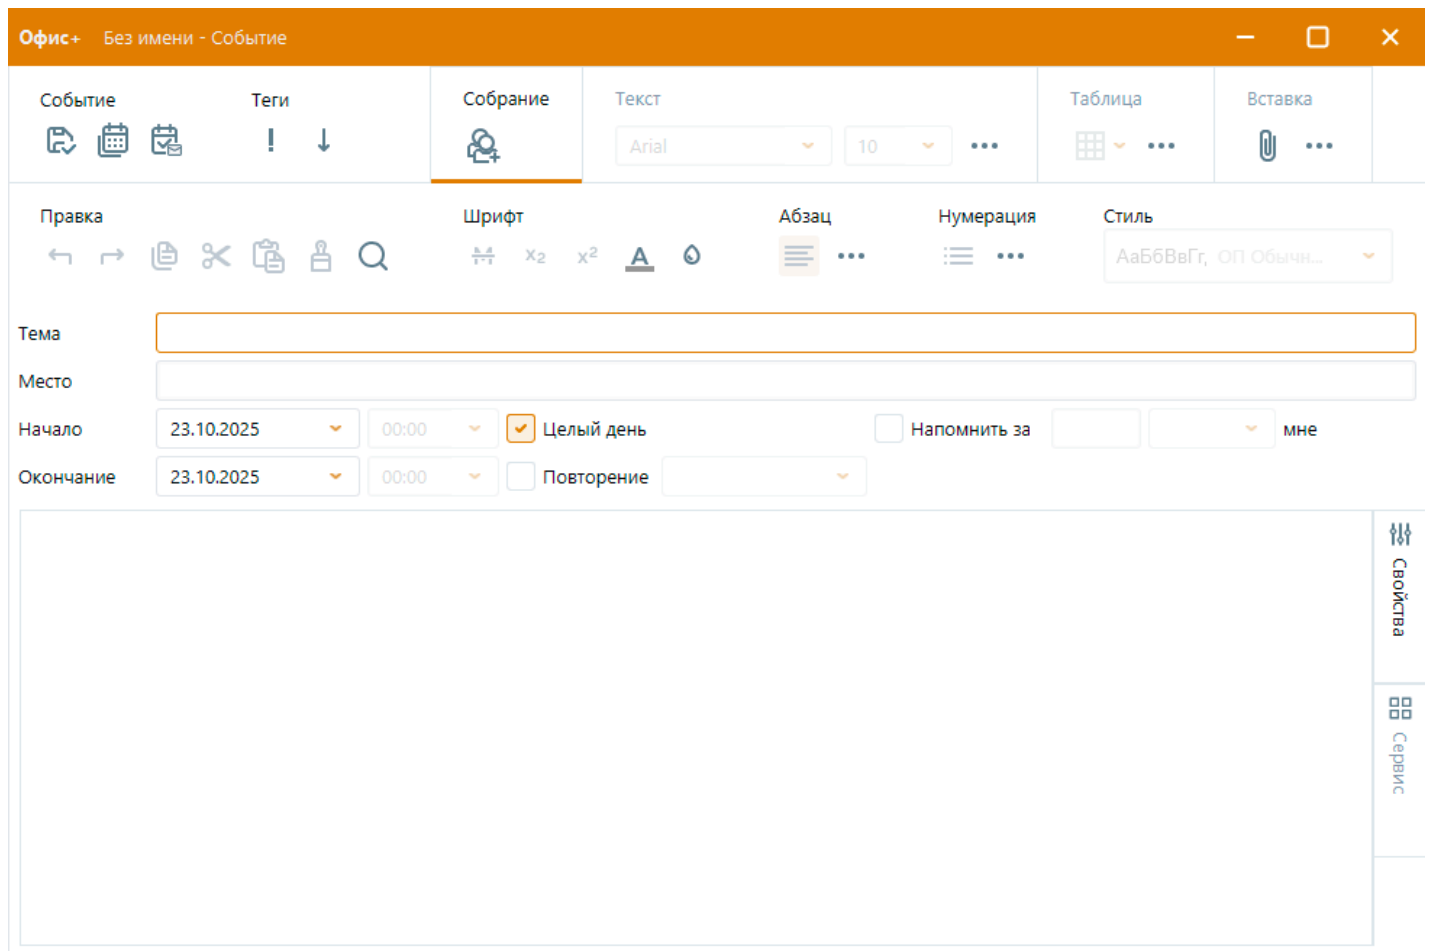 Офис+ Без имени - Событие
Событие Теги Собрание Текст Таблица Вставка
Arial 10
Правка Шрифт Абзац Нумерация Стиль
x2 x² A АаБбВвГг, ОП Обычн...
Тема
Место
Начало 23.10.2025 00:00 Целый день Напомнить за мне
Окончание 23.10.2025 00:00 Повторение
Свойства
Сервис